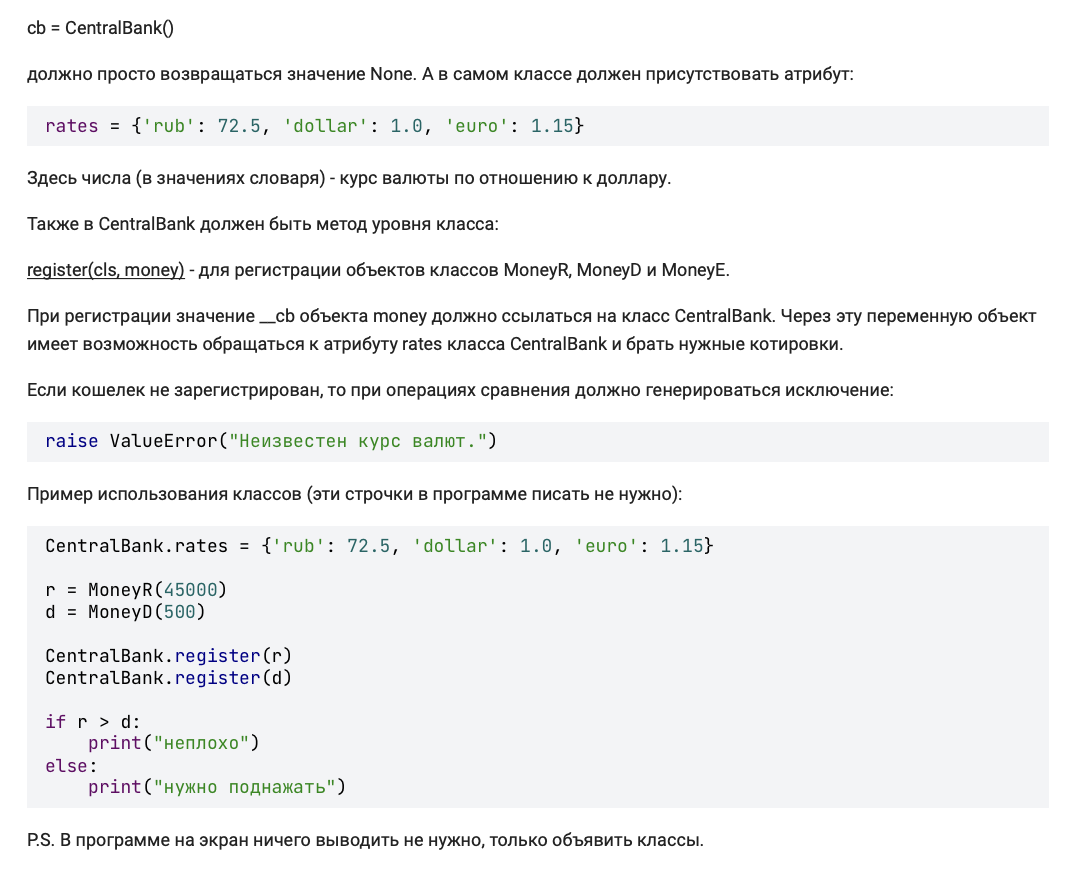 cb = CentralBank()
должно просто возвращаться значение None. А в самом классе должен присутствовать атрибут:
rates = {'rub': 72.5, 'dollar': 1.0, 'euro': 1.15}
Здесь числа (в значениях словаря) - курс валюты по отношению к доллару.
Также в CentralBank должен быть метод уровня класса:
register(cls, money) - для регистрации объектов классов MoneyR, MoneyD и MoneyE.
При регистрации значение __cb объекта money должно ссылаться на класс CentralBank. Через эту переменную объект
имеет возможность обращаться к атрибуту rates класса CentralBank и брать нужные котировки.
Если кошелек не зарегистрирован, то при операциях сравнения должно генерироваться исключение:
raise ValueError("Неизвестен курс валют.")
Пример использования классов (эти строчки в программе писать не нужно):
CentralBank.rates = {'rub': 72.5, 'dollar': 1.0, 'euro': 1.15}
r = MoneyR(45000)
d = MoneyD(500)
CentralBank.register(r)
CentralBank.register(d)
if r > d:
    print("неплохо")
else:
    print("нужно поднажать")
P.S. В программе на экран ничего выводить не нужно, только объявить классы.